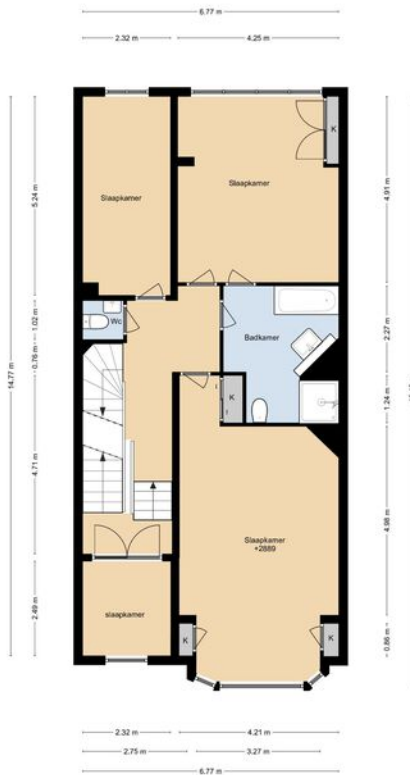 6.77 m
2.32 m
4.25 m
14.77 m
5.24 m
1.02 m
0.76 m
4.71 m
2.49 m
4.91 m
2.27 m
1.24 m
4.98 m
0.86 m
K
Slaapkamer
Slaapkamer
Wc
Badkamer
K
Slaapkamer
+2889
slaapkamer
K
K
2.32 m
4.21 m
2.75 m
3.27 m
6.77 m